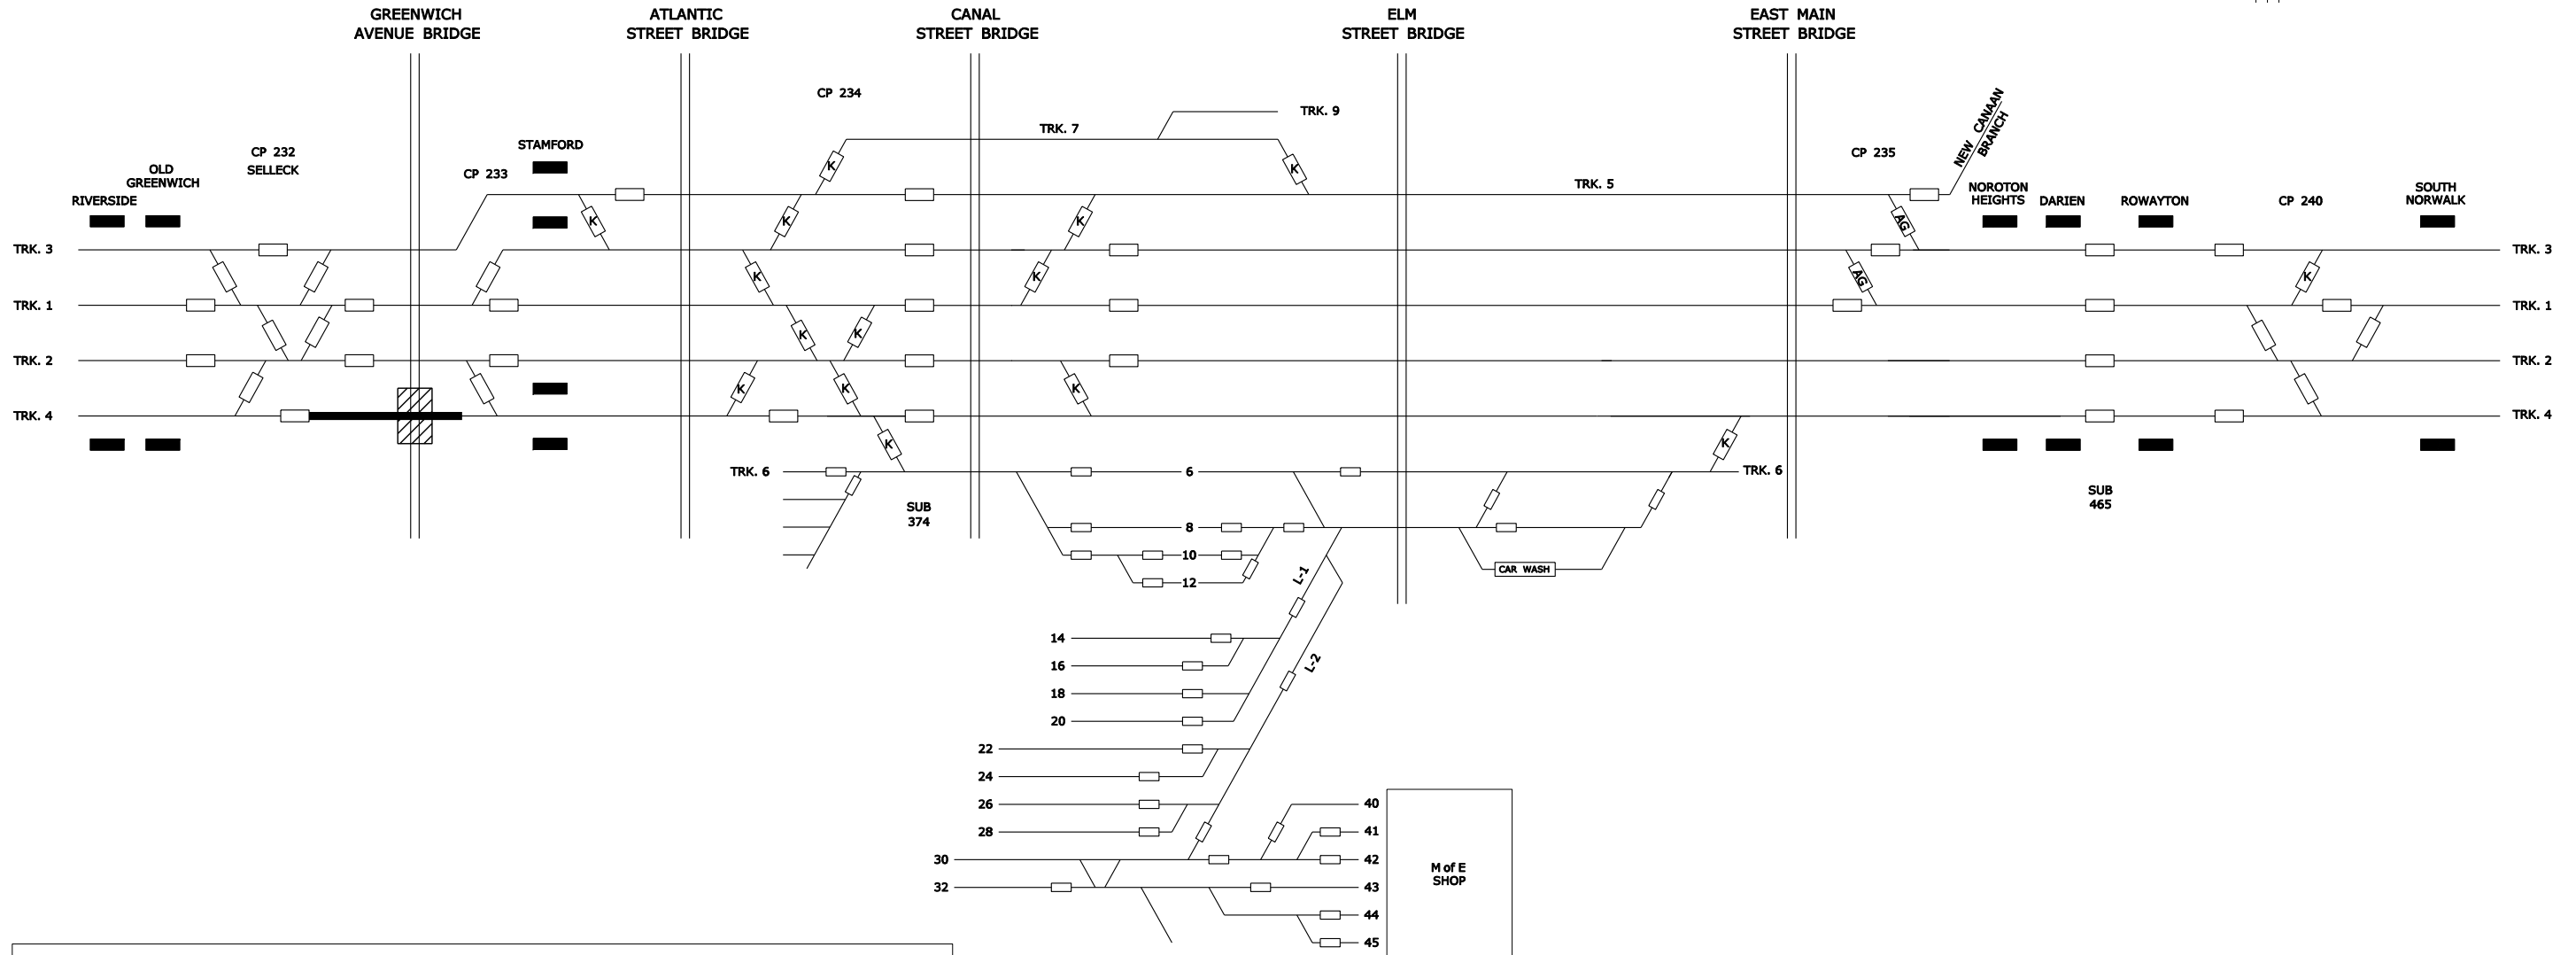 GREENWICH
AVENUE BRIDGE
ATLANTIC
STREET BRIDGE
CANAL
STREET BRIDGE
ELM
STREET BRIDGE
EAST MAIN
STREET BRIDGE
CP 234
TRK. 9
TRK. 7
NEW CANAAN
BRANCH
CP 232
SELLECK
STAMFORD
CP 233
CP 235
OLD
GREENWICH
RIVERSIDE
K
K
TRK. 5
NOROTON
HEIGHTS
DARIEN
ROWAYTON
CP 240
SOUTH
NORWALK
K
K
K
AG
TRK. 3
TRK. 3
K
K
AG
K
TRK. 1
TRK. 1
K
K
TRK. 2
TRK. 2
K
K
K
TRK. 4
TRK. 4
K
K
TRK. 6
6
TRK. 6
SUB
374
SUB
465
8
10
12
CAR WASH
L-1
L-2
14
16
18
20
22
24
26
28
30
32
40
41
42
43
44
45
M of E
SHOP